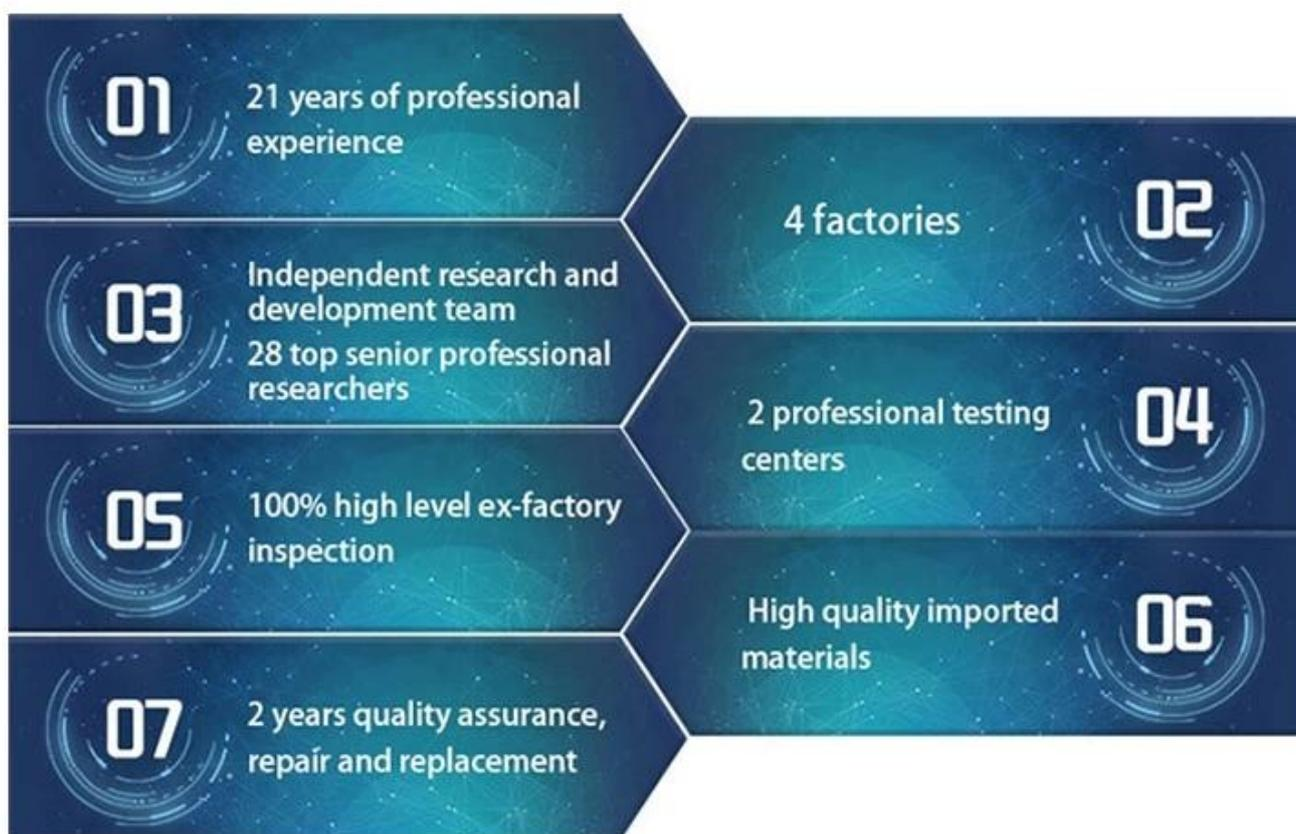 01
21 years of professional
experience
02
4 factories
03
Independent research and
development team
28 top senior professional
researchers
04
2 professional testing
centers
05
100% high level ex-factory
inspection
06
High quality imported
materials
07
2 years quality assurance,
repair and replacement